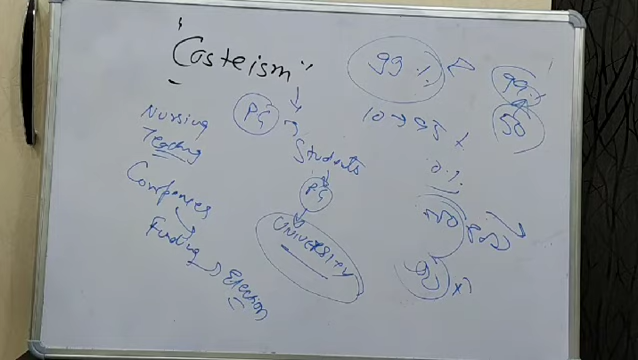 "Casteism"
99%
99%
50
PG
10 → 95 x
Nursing
Teaching
Students
0%
PG
Companies
UNIVERSITY
Funding
Election